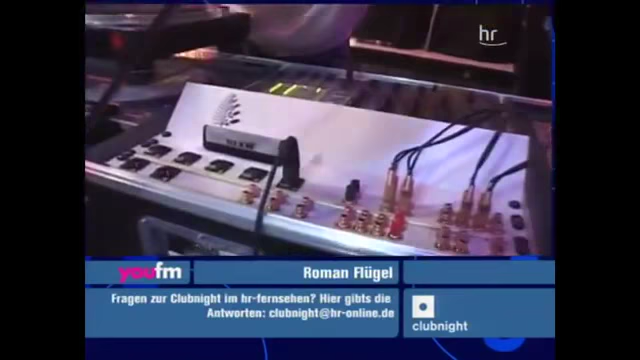 hr
youfm
Roman Flügel
Fragen zur Clubnight im hr-fernsehen? Hier gibts die
Antworten: clubnight@hr-online.de
clubnight